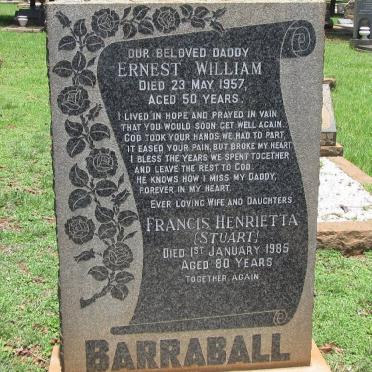 OUR BELOVED DADDY
ERNEST WILLIAM
DIED 23 MAY 1957,
AGED 50 YEARS.
I LIVED IN HOPE AND PRAYED IN VAIN
THAT YOU WOULD SOON GET WELL AGAIN.
GOD TOOK YOUR HAND, WE HAD TO PART,
IT EASED YOUR PAIN, BUT BROKE MY HEART.
I BLESS THE YEARS WE SPENT TOGETHER
AND LEAVE THE REST TO GOD.
HE KNOWS HOW I MISS MY DADDY,
FOREVER IN MY HEART.
EVER LOVING WIFE AND DAUGHTERS
FRANCIS HENRIETTA
(STUART)
DIED 1ST JANUARY 1985
AGED 80 YEARS
TOGETHER AGAIN
BARRABALL